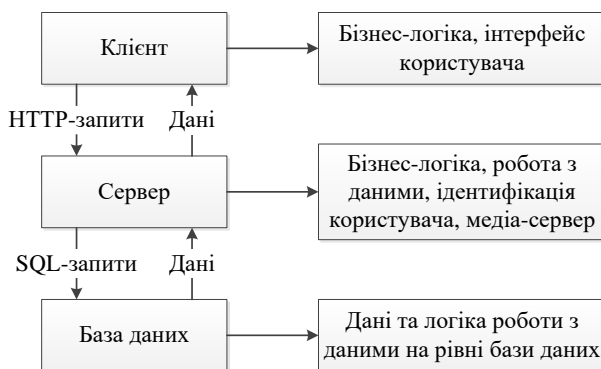 Клієнт
Бізнес-логіка, інтерфейс
користувача
HTTP-запити
Дані
Сервер
Бізнес-логіка, робота з
даними, ідентифікація
користувача, медіа-сервер
SQL-запити
Дані
База даних
Дані та логіка роботи з
даними на рівні бази даних